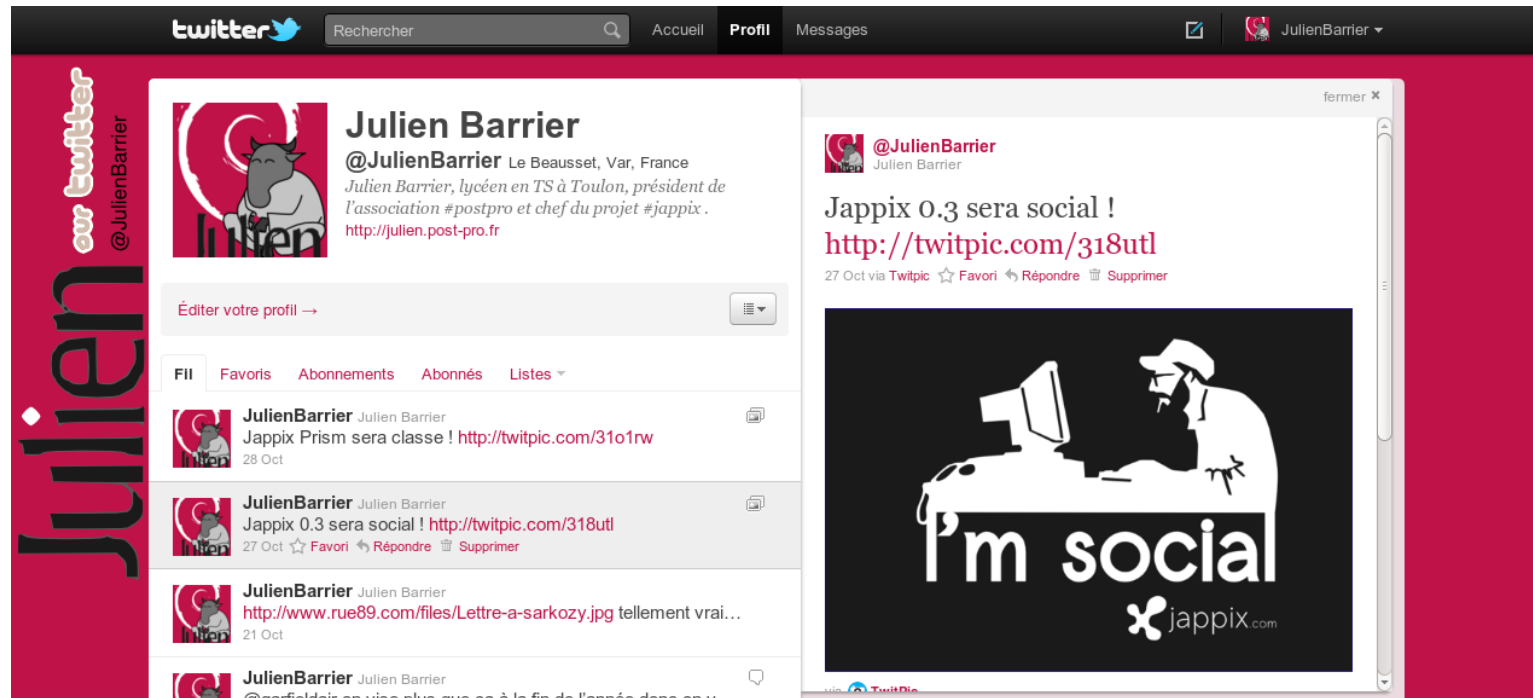 twitter
Rechercher
Accueil
Profil
Messages
JulienBarrier
our twitter
@JulienBarrier
Julien
Julien
Julien Barrier
@JulienBarrier Le Beausset, Var, France
Julien Barrier, lycéen en TS à Toulon, président de
l'association #postpro et chef du projet #jappix .
http://julien.post-pro.fr
Éditer votre profil →
Fil
Favoris
Abonnements
Abonnés
Listes
JulienBarrier Julien Barrier
Jappix Prism sera classe ! http://twitpic.com/31o1rw
28 Oct
JulienBarrier Julien Barrier
Jappix 0.3 sera social ! http://twitpic.com/318utl
27 Oct Favori Répondre Supprimer
JulienBarrier Julien Barrier
http://www.rue89.com/files/Lettre-a-sarkozy.jpg tellement vrai…
21 Oct
JulienBarrier Julien Barrier
fermer ×
@JulienBarrier
Julien Barrier
Jappix 0.3 sera social !
http://twitpic.com/318utl
27 Oct via Twitpic Favori Répondre Supprimer
I'm social
jappix.com
via TwitPic